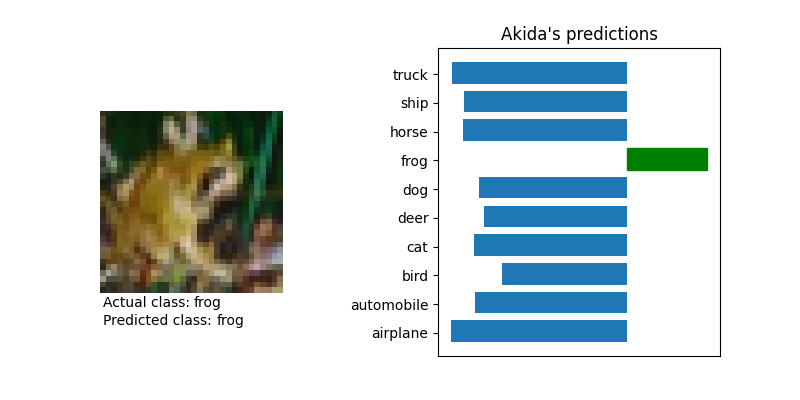 Akida's predictions
truck
ship
horse
frog
dog
deer
cat
bird
automobile
airplane
Actual class: frog
Predicted class: frog